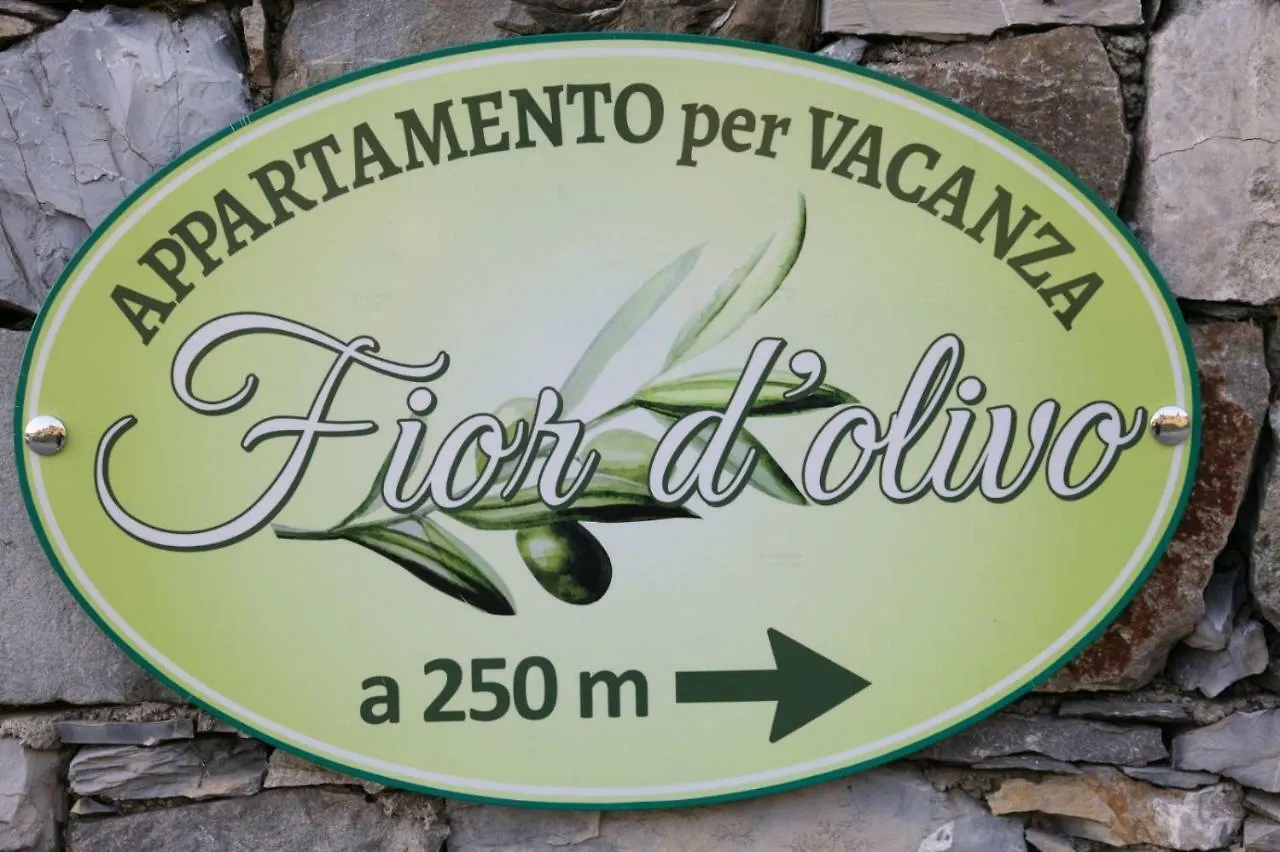 APPARTAMENTO per VACANZA
Fior d'olivo
a 250 m